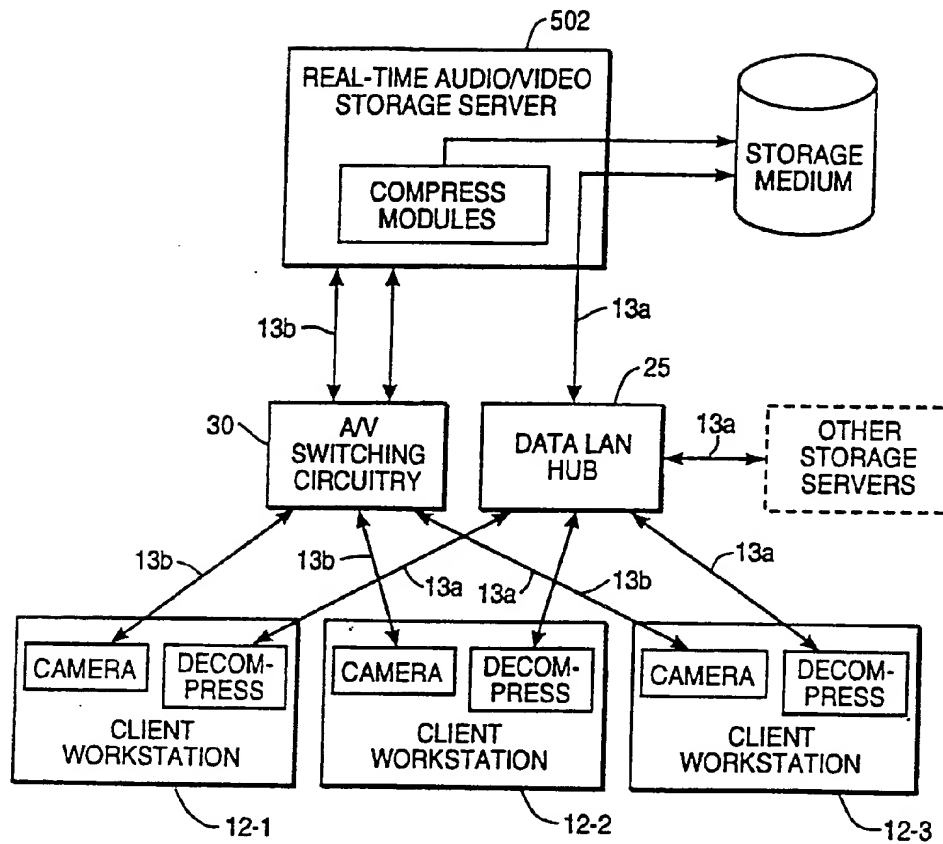 502
REAL-TIME AUDIO/VIDEO
STORAGE SERVER
COMPRESS
MODULES
STORAGE
MEDIUM
13b
13a
25
30
A/V
SWITCHING
CIRCUITRY
DATA LAN
HUB
13a
OTHER
STORAGE
SERVERS
13b
13b
13a
13a
13b
13a
CAMERA
DECOM-
PRESS
CLIENT
WORKSTATION
CAMERA
DECOM-
PRESS
CLIENT
WORKSTATION
CAMERA
DECOM-
PRESS
CLIENT
WORKSTATION
12-1
12-2
12-3